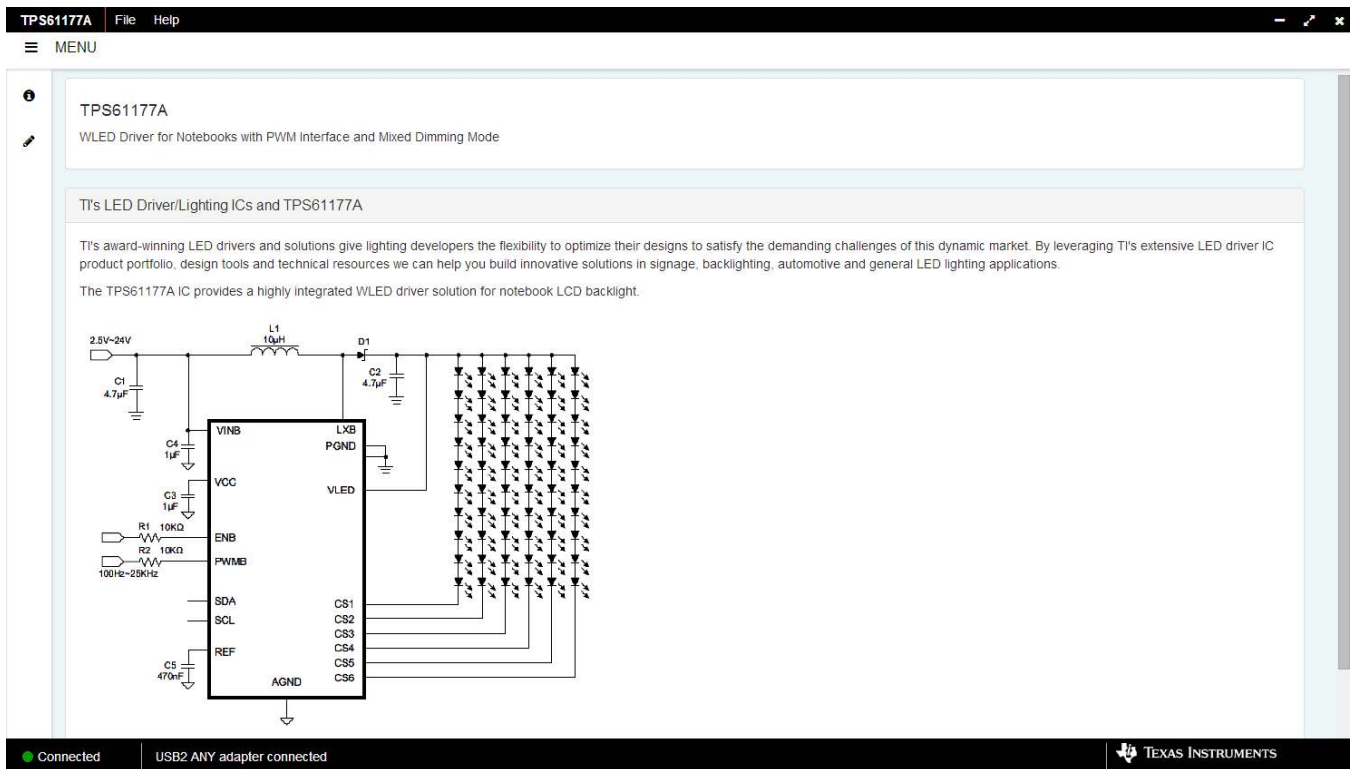 TPS61177A File Help
MENU
TPS61177A
WLED Driver for Notebooks with PWM Interface and Mixed Dimming Mode
TI's LED Driver/Lighting ICs and TPS61177A
TI's award-winning LED drivers and solutions give lighting developers the flexibility to optimize their designs to satisfy the demanding challenges of this dynamic market. By leveraging TI's extensive LED driver IC
product portfolio, design tools and technical resources we can help you build innovative solutions in signage, backlighting, automotive and general LED lighting applications.
The TPS61177A IC provides a highly integrated WLED driver solution for notebook LCD backlight.
L1
2.5V~24V 10µH D1
C1
4.7µF
C2
4.7µF
VINB LXB
C4
1µF
PGND
VCC
VLED
C3
1µF
R1 10KΩ
ENB
R2 10KΩ
PWMB
100Hz~25KHz
SDA CS1
SCL CS2
CS3
REF CS4
C5 CS5
470nF CS6
AGND
Connected USB2 ANY adapter connected TEXAS INSTRUMENTS